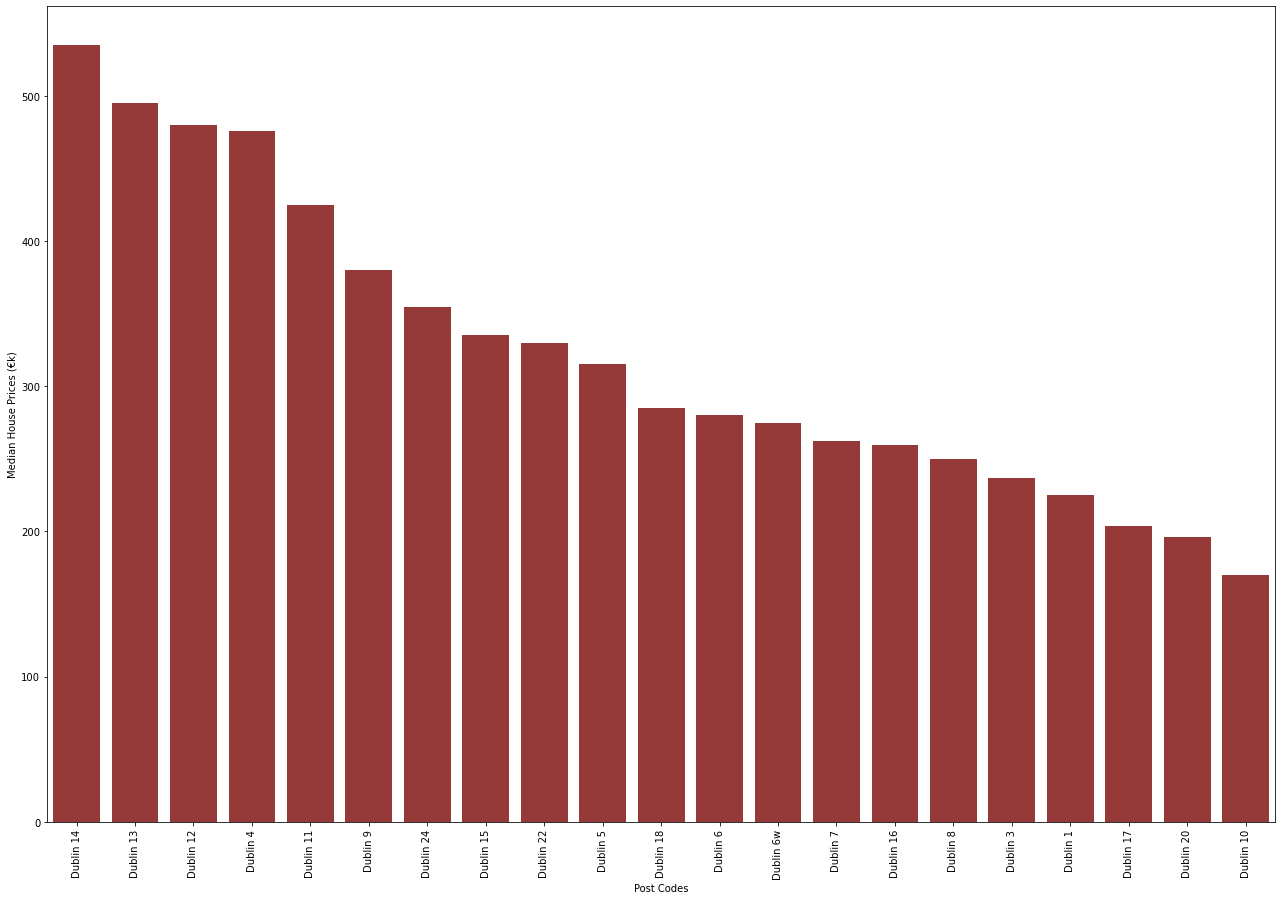 500
400
300
200
100
0
Median House Prices (€k)
Dublin 14
Dublin 13
Dublin 12
Dublin 4
Dublin 11
Dublin 9
Dublin 24
Dublin 15
Dublin 22
Dublin 5
Dublin 18
Dublin 6
Dublin 6w
Dublin 7
Dublin 16
Dublin 8
Dublin 3
Dublin 1
Dublin 17
Dublin 20
Dublin 10
Post Codes